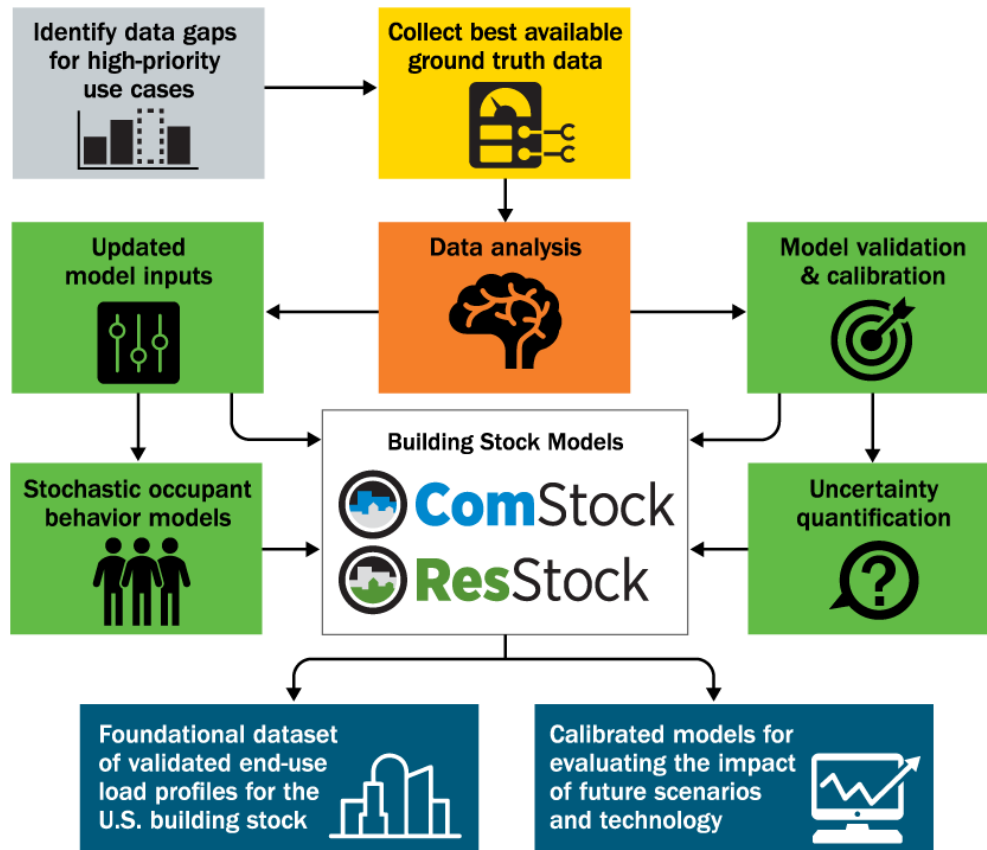 Identify data gaps
for high-priority
use cases
Collect best available
ground truth data
Updated
model inputs
Data analysis
Model validation
& calibration
Building Stock Models
ComStock
ResStock
Stochastic occupant
behavior models
Uncertainty
quantification
?
Foundational dataset
of validated end-use
load profiles for the
U.S. building stock
Calibrated models for
evaluating the impact
of future scenarios
and technology